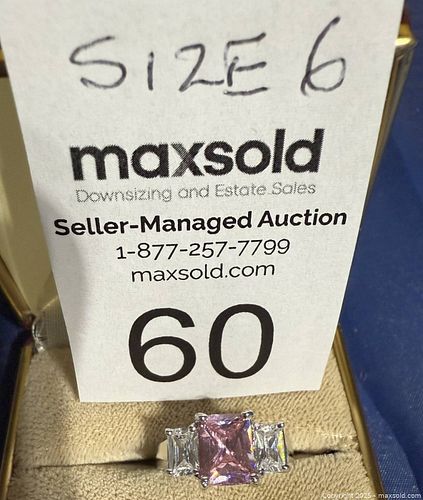 SIZE 6
maxsold
Downsizing and Estate Sales
Seller-Managed Auction
1-877-257-7799
maxsold.com
60
Copyright 2025 - maxsold.com